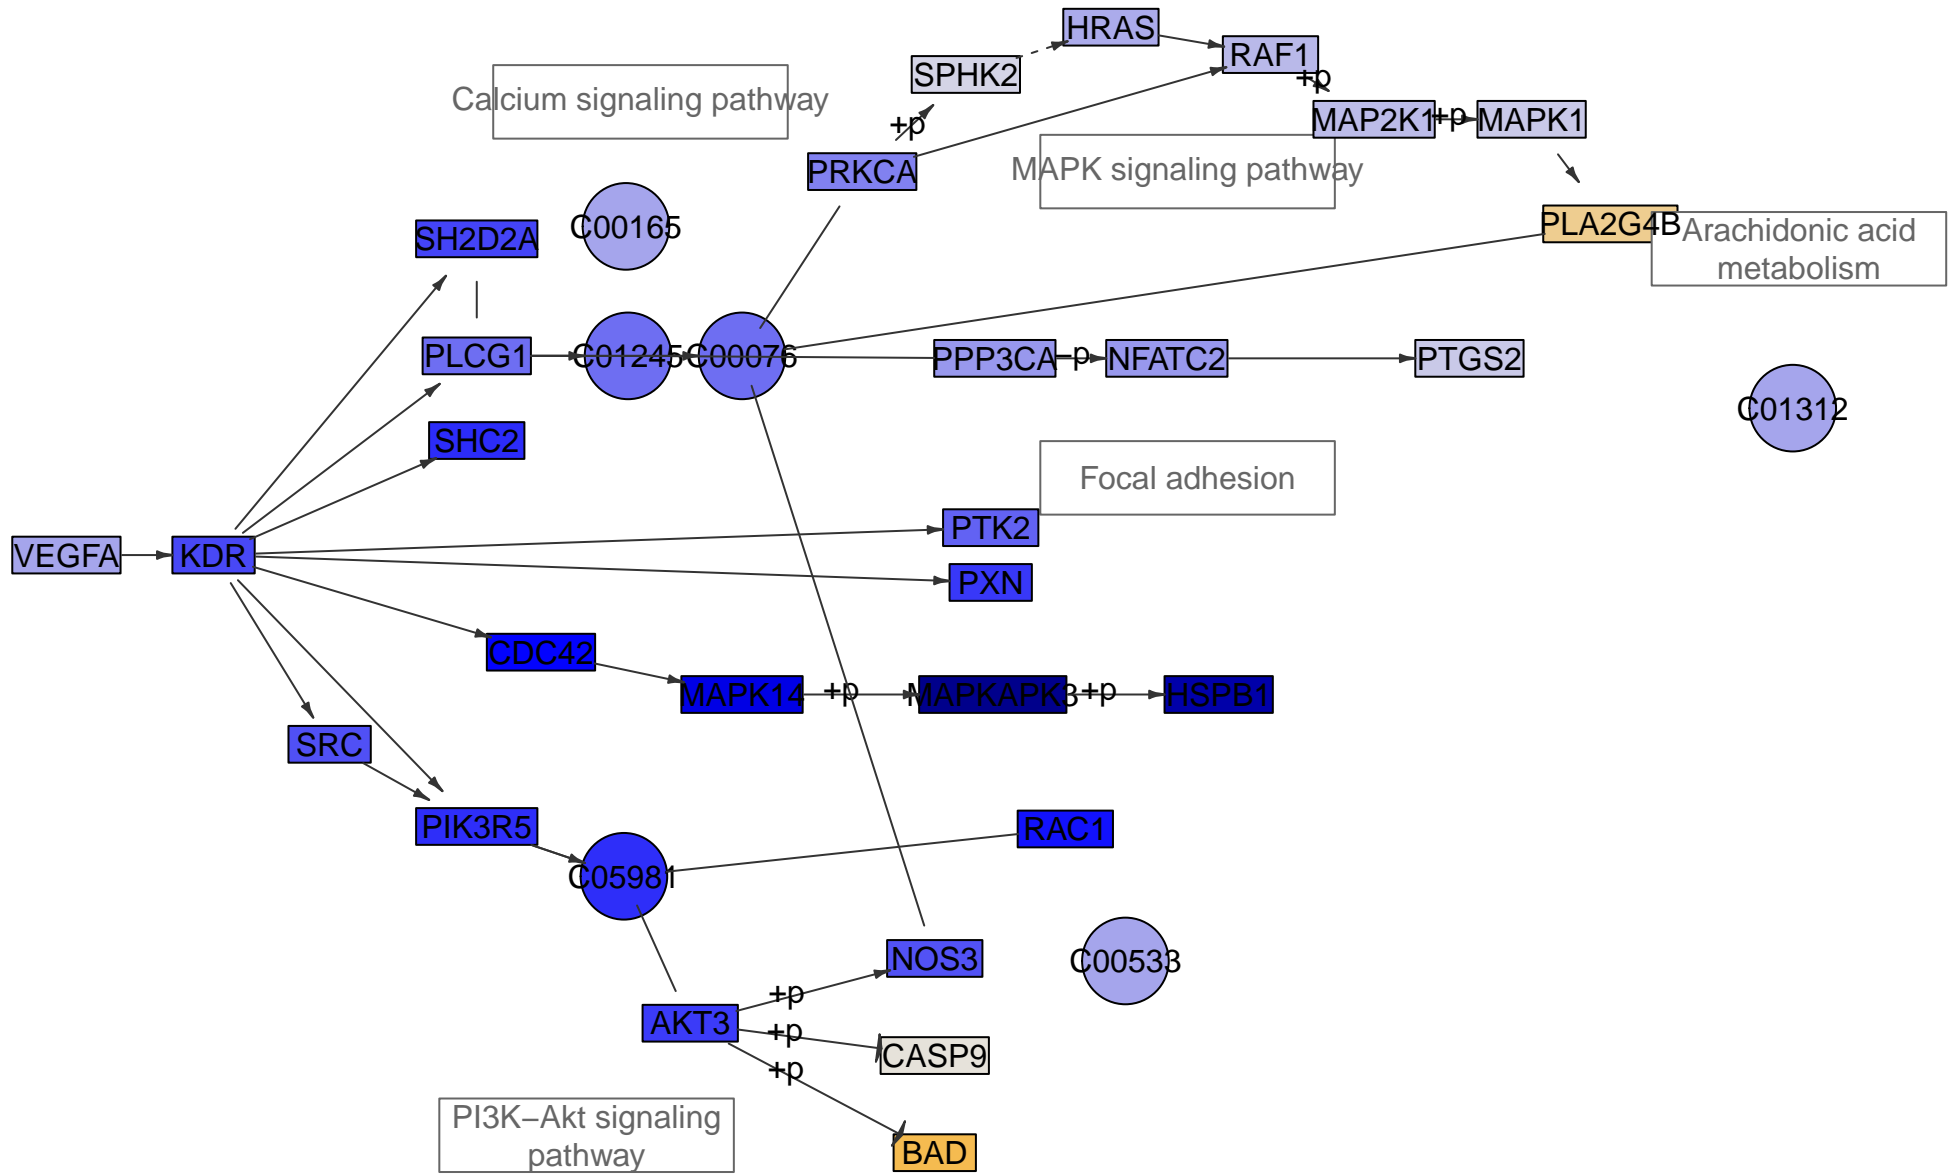 HRAS
RAF1
SPHK2
+p
Calcium signaling pathway
MAP2K1
+p
MAPK1
+p
PRKCA
MAPK signaling pathway
C00165
SH2D2A
PLA2G4B
Arachidonic acid
metabolism
PLCG1
C01245
C00076
PPP3CA
–p
NFATC2
PTGS2
C01312
SHC2
Focal adhesion
PTK2
VEGFA
KDR
PXN
CDC42
MAPK14
+p
MAPKAPK3
+p
HSPB1
SRC
PIK3R5
RAC1
C05981
NOS3
C00533
+p
AKT3
+p
CASP9
+p
PI3K–Akt signaling
pathway
BAD